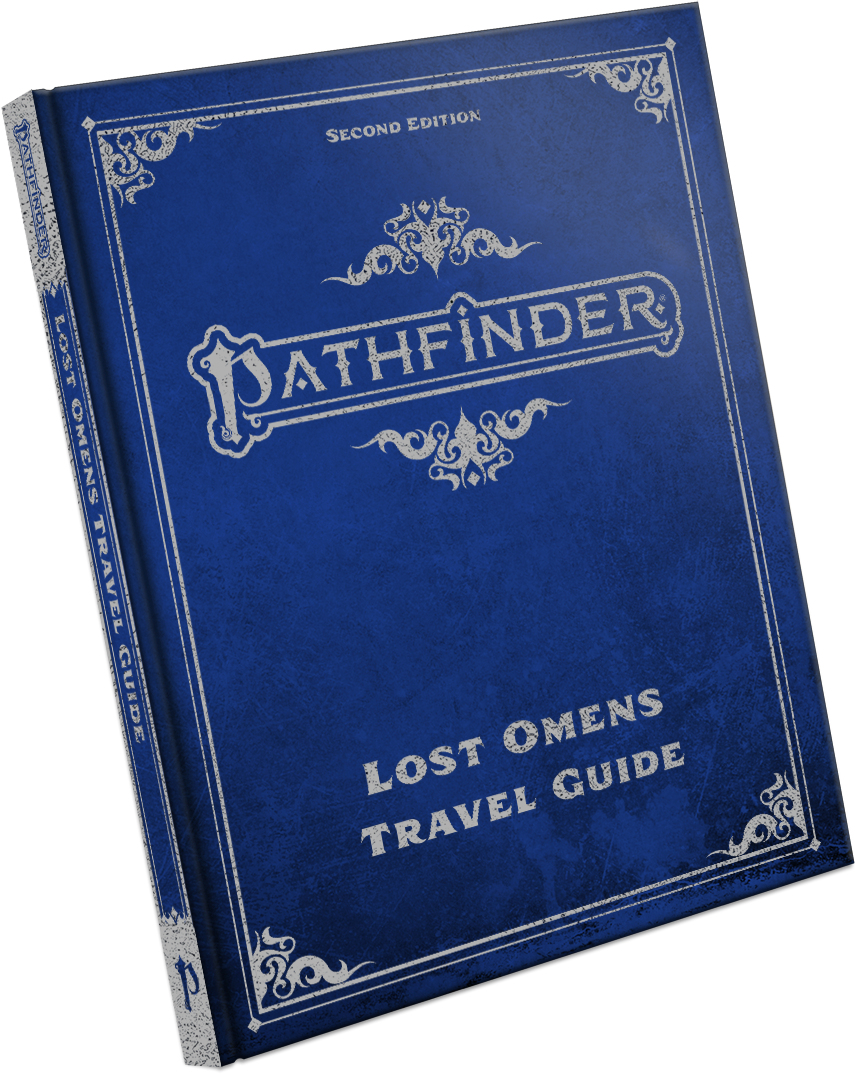 Second Edition
Pathfinder®
Lost Omens
Travel Guide
Pathfinder
Lost Omens Travel Guide
P